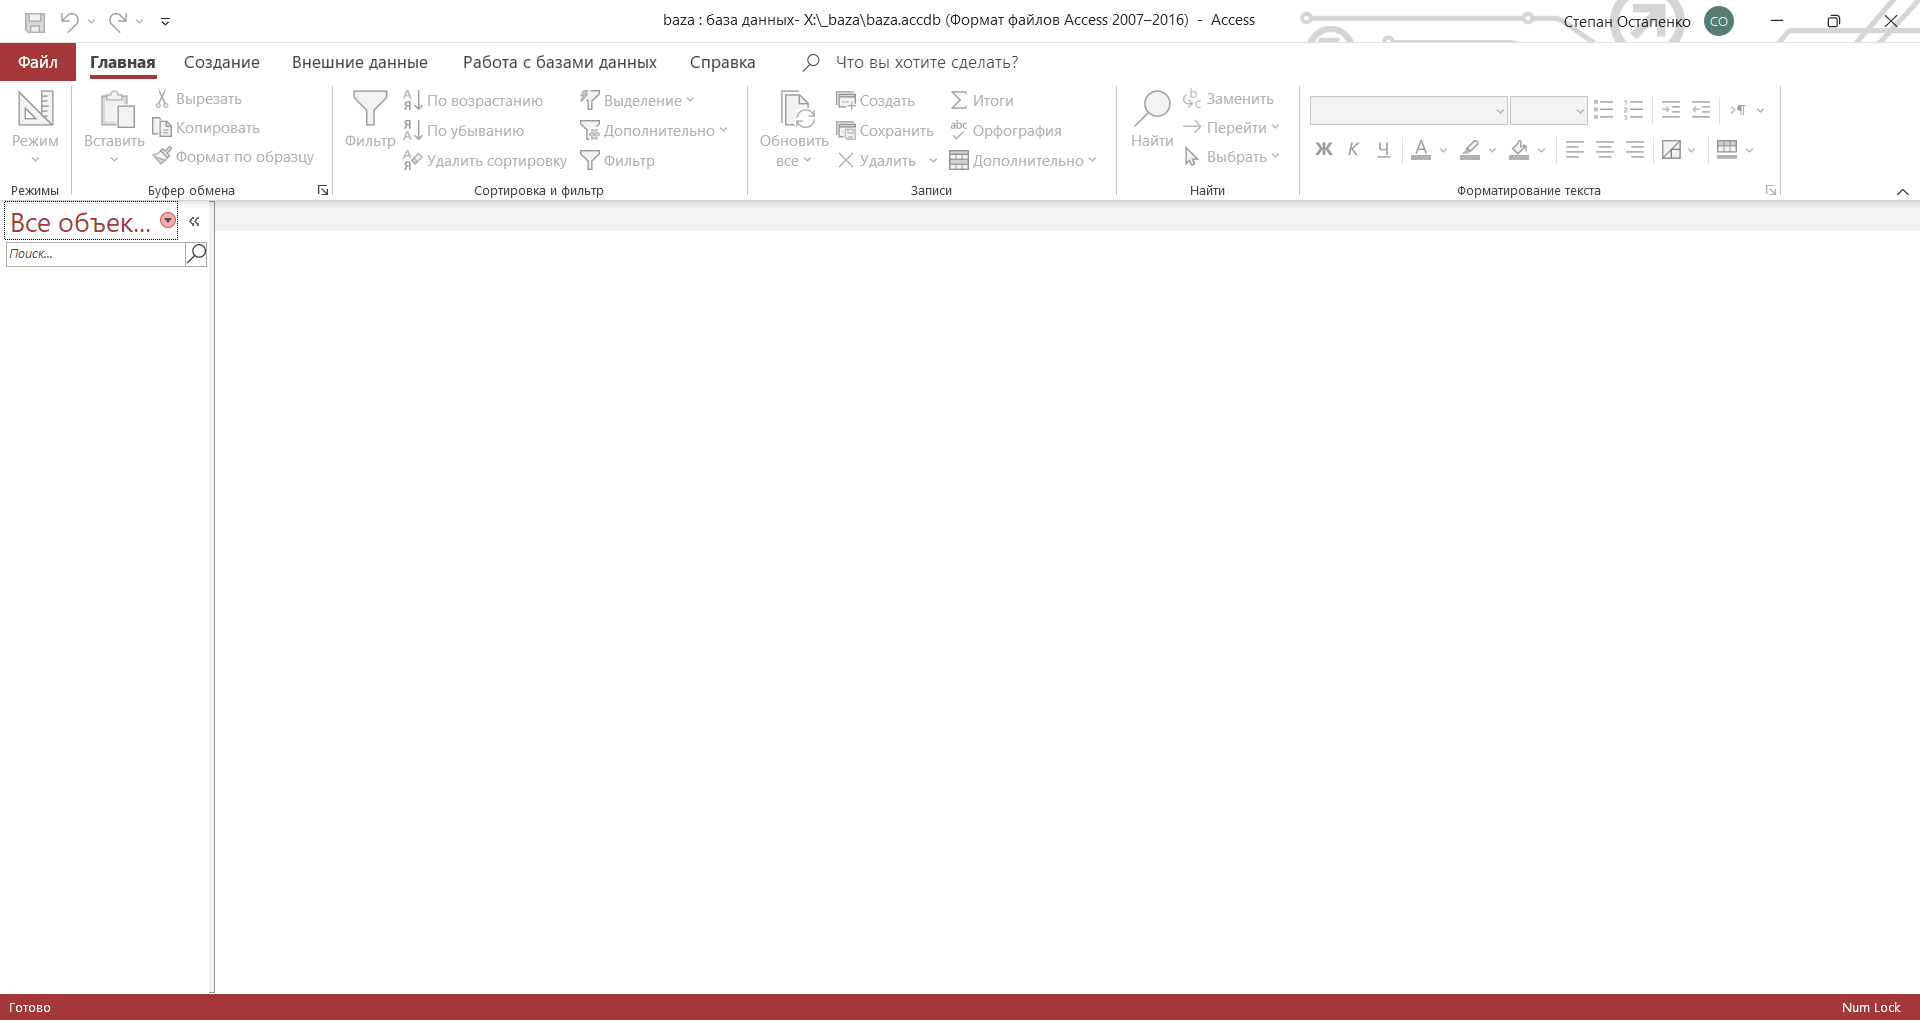 baza : база данных- X:\_baza\baza.accdb (Формат файлов Access 2007–2016) - Access
Степан Остапенко
СО
Файл
Главная
Создание
Внешние данные
Работа с базами данных
Справка
Что вы хотите сделать?
Режим
Режимы
Вставить
Вырезать
Копировать
Формат по образцу
Буфер обмена
Фильтр
По возрастанию
По убыванию
Удалить сортировку
Выделение
Дополнительно
Фильтр
Сортировка и фильтр
Обновить
все
Создать
Сохранить
Удалить
Итоги
Орфография
Дополнительно
Записи
Найти
Заменить
Перейти
Выбрать
Найти
Ж К Ч А
Форматирование текста
Все объек...
Поиск...
Готово
Num Lock